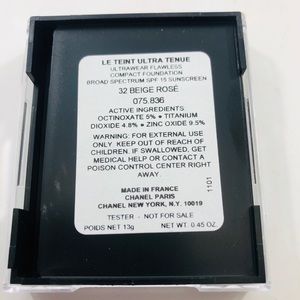 LE TEINT ULTRA TENUE
ULTRAWEAR FLAWLESS
COMPACT FOUNDATION
BROAD SPECTRUM SPF 15 SUNSCREEN
32 BEIGE ROSÉ
075.836
ACTIVE INGREDIENTS
OCTINOXATE 5% • TITANIUM
DIOXIDE 4.8% • ZINC OXIDE 9.5%
WARNING: FOR EXTERNAL USE
ONLY. KEEP OUT OF REACH OF
CHILDREN. IF SWALLOWED, GET
MEDICAL HELP OR CONTACT A
POISON CONTROL CENTER RIGHT
AWAY.
MADE IN FRANCE
CHANEL PARIS
CHANEL NEW YORK, N.Y. 10019
TESTER - NOT FOR SALE
POIDS NET 13g NET WT. 0.45 OZ.
1101